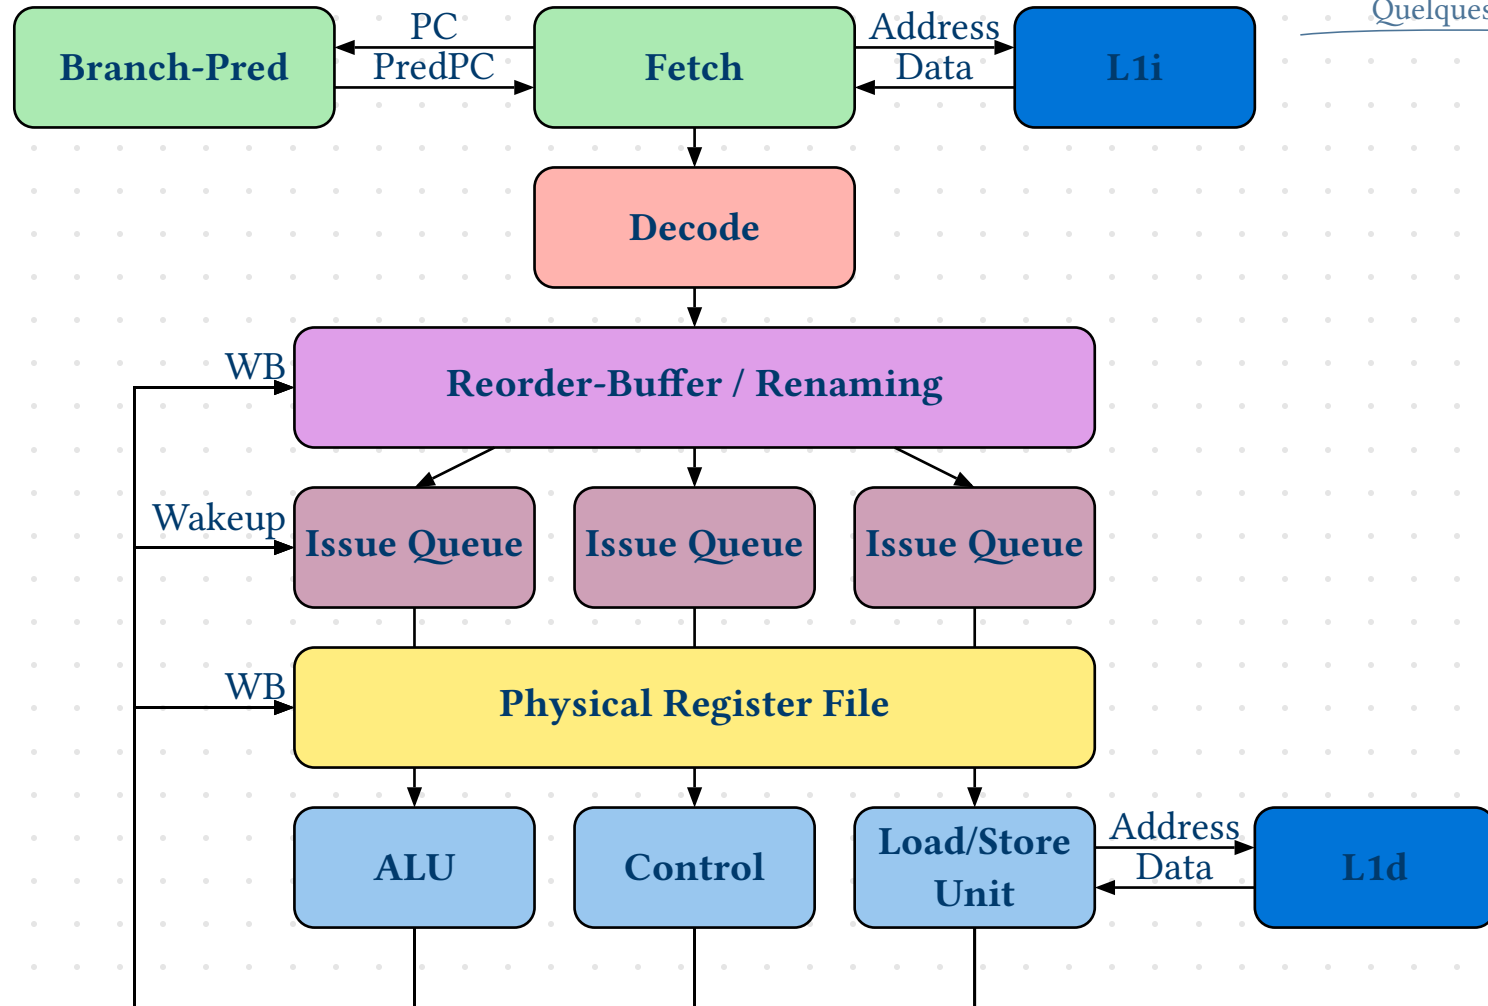 Quelques
PC
Address
Branch-Pred
Fetch
L1i
PredPC
Data
Decode
WB
Reorder-Buffer / Renaming
Wakeup
Issue Queue
Issue Queue
Issue Queue
WB
Physical Register File
ALU
Control
Load/Store
Unit
Address
Data
L1d